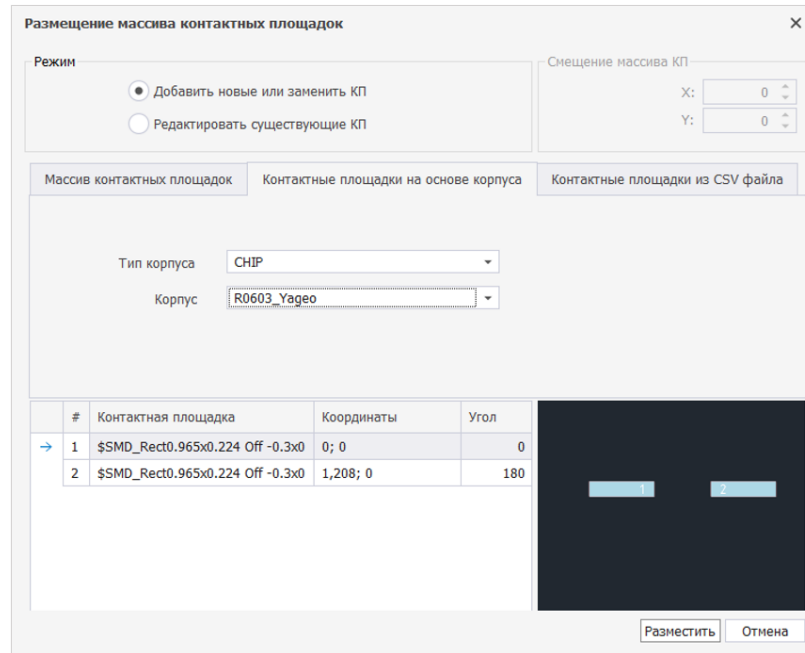 Размещение массива контактных площадок
Режим
Добавить новые или заменить КП
Редактировать существующие КП
Смещение массива КП
X: 0
Y: 0
Массив контактных площадок Контактные площадки на основе корпуса Контактные площадки из CSV файла
Тип корпуса CHIP
Корпус R0603_Yageo
# Контактная площадка Координаты Угол
1 $SMD_Rect0.965x0.224 Off -0.3x0 0; 0 0
2 $SMD_Rect0.965x0.224 Off -0.3x0 1,208; 0 180
1 2
Разместить Отмена